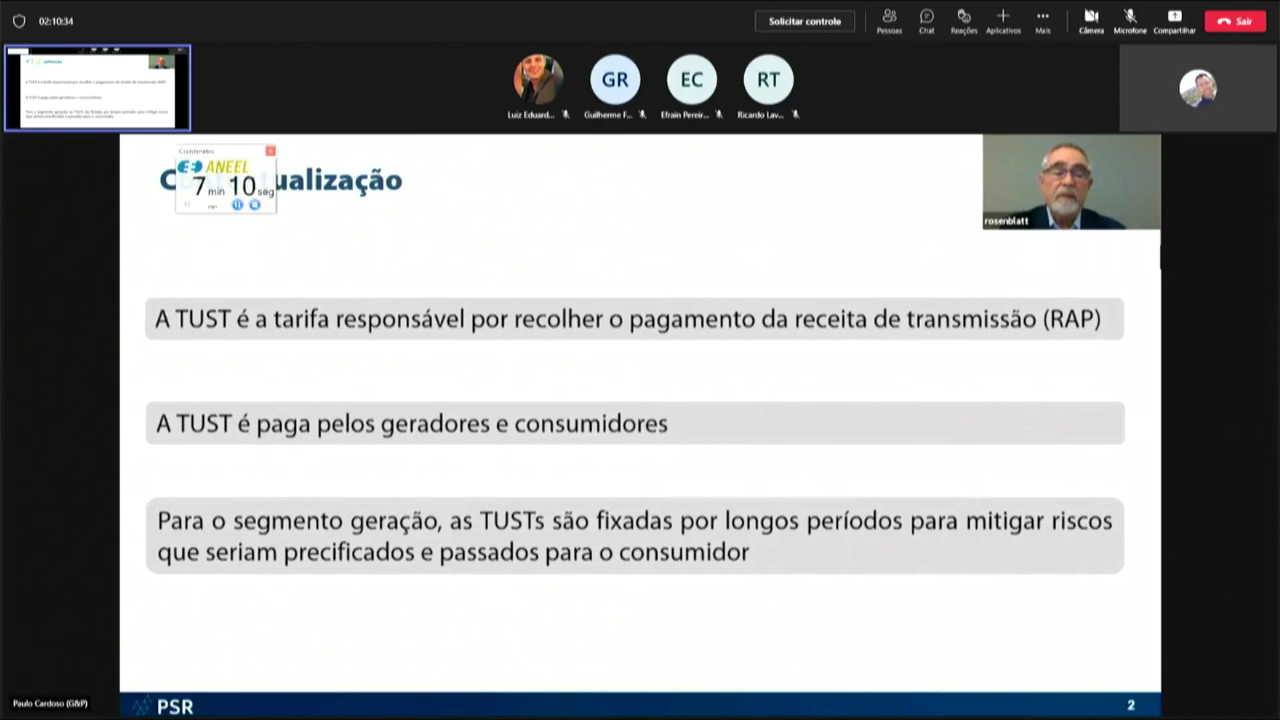 02:10:34
Solicitar controle
Pessoas
Chat
Reações
Aplicativos
Mais
Câmera
Microfone
Compartilhar
Sair
GR
EC
RT
Luiz Eduard...
Guilherme F...
Efrain Pereir...
Ricardo Lav...
Cronômetro
ANEEL
7 min 10 seg
10 min
C ualização
rosenblatt
A TUST é a tarifa responsável por recolher o pagamento da receita de transmissão (RAP)
A TUST é paga pelos geradores e consumidores
Para o segmento geração, as TUSTs são fixadas por longos períodos para mitigar riscos
que seriam precificados e passados para o consumidor
Paulo Cardoso (G&P)
PSR
2